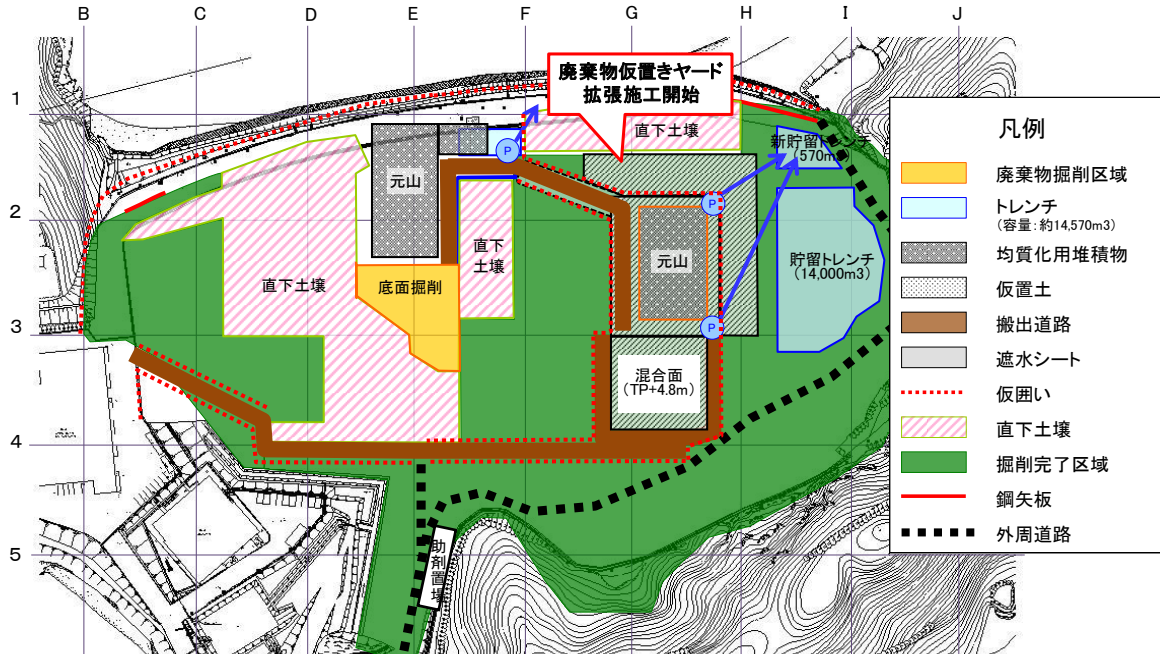 B C D E F G H I J
1
2
3
4
5
廃棄物仮置きヤード
拡張施工開始
直下土壌
新貯留トレンチ
(570m3)
P
元山
P
直下
土壌
元山
貯留トレンチ
(14,000m3)
直下土壌
底面掘削
P
混合面
(TP+4.8m)
助剤置場
凡例
廃棄物掘削区域
トレンチ
(容量:約14,570m3)
均質化用堆積物
仮置土
搬出道路
遮水シート
仮囲い
直下土壌
掘削完了区域
鋼矢板
外周道路